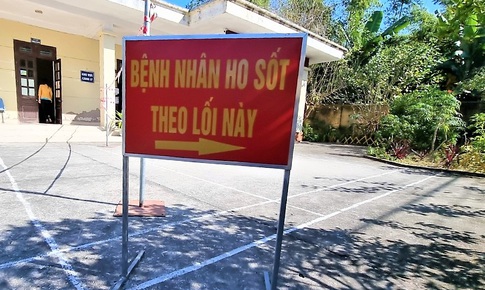 BỆNH NHÂN HO SỐT
THEO LỐI NÀY